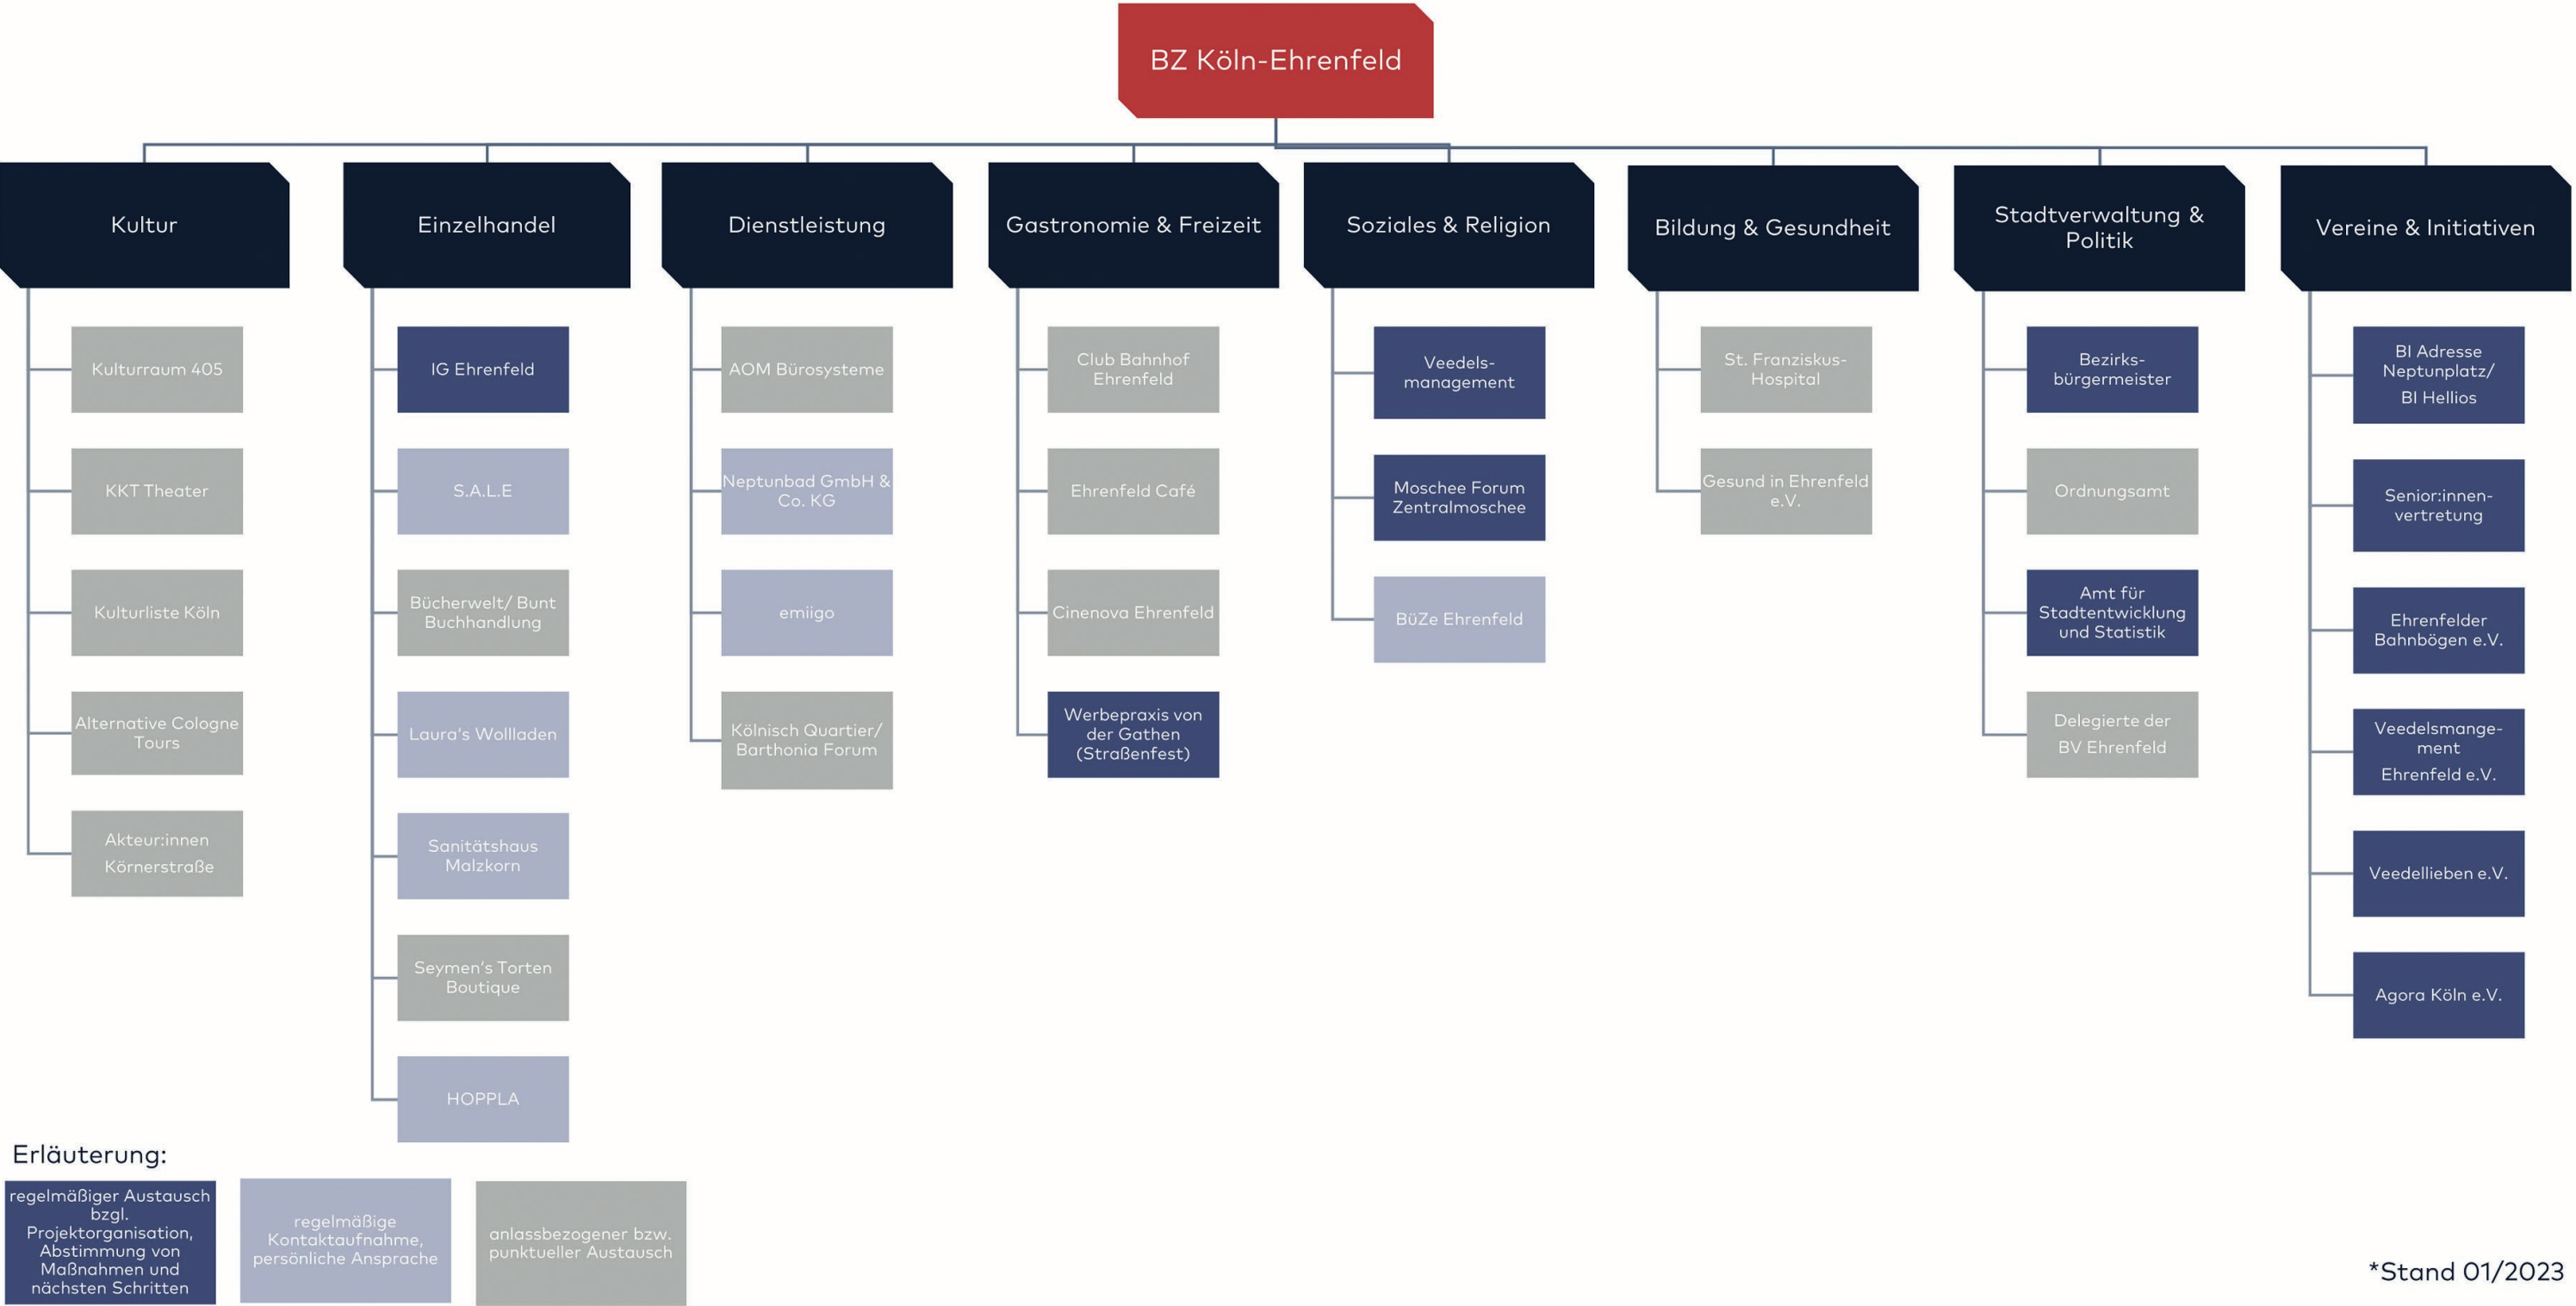 BZ Köln-Ehrenfeld
Kultur
Kulturraum 405
KKT Theater
Kulturliste Köln
Alternative Cologne
Tours
Akteur:innen
Körnerstraße
Einzelhandel
IG Ehrenfeld
S.A.L.E
Bücherwelt/ Bunt
Buchhandlung
Laura's Wollladen
Sanitätshaus
Malzkorn
Seymen's Torten
Boutique
HOPPLA
Dienstleistung
AOM Bürosysteme
Neptunbad GmbH &
Co. KG
emiigo
Kölnisch Quartier/
Barthonia Forum
Gastronomie & Freizeit
Club Bahnhof
Ehrenfeld
Ehrenfeld Café
Cinenova Ehrenfeld
Werbepraxis von
der Gathen
(Straßenfest)
Soziales & Religion
Veedels-
management
Moschee Forum
Zentralmoschee
BüZe Ehrenfeld
Bildung & Gesundheit
St. Franziskus-
Hospital
Gesund in Ehrenfeld
e.V.
Stadtverwaltung &
Politik
Bezirks-
bürgermeister
Ordnungsamt
Amt für
Stadtentwicklung
und Statistik
Delegierte der
BV Ehrenfeld
Vereine & Initiativen
BI Adresse
Neptunplatz/
BI Hellios
Senior:innen-
vertretung
Ehrenfelder
Bahnbögen e.V.
Veedelsmange-
ment
Ehrenfeld e.V.
Veedellieben e.V.
Agora Köln e.V.
Erläuterung:
regelmäßiger Austausch
bzgl.
Projektorganisation,
Abstimmung von
Maßnahmen und
nächsten Schritten
regelmäßige
Kontaktaufnahme,
persönliche Ansprache
anlassbezogener bzw.
punktueller Austausch
*Stand 01/2023